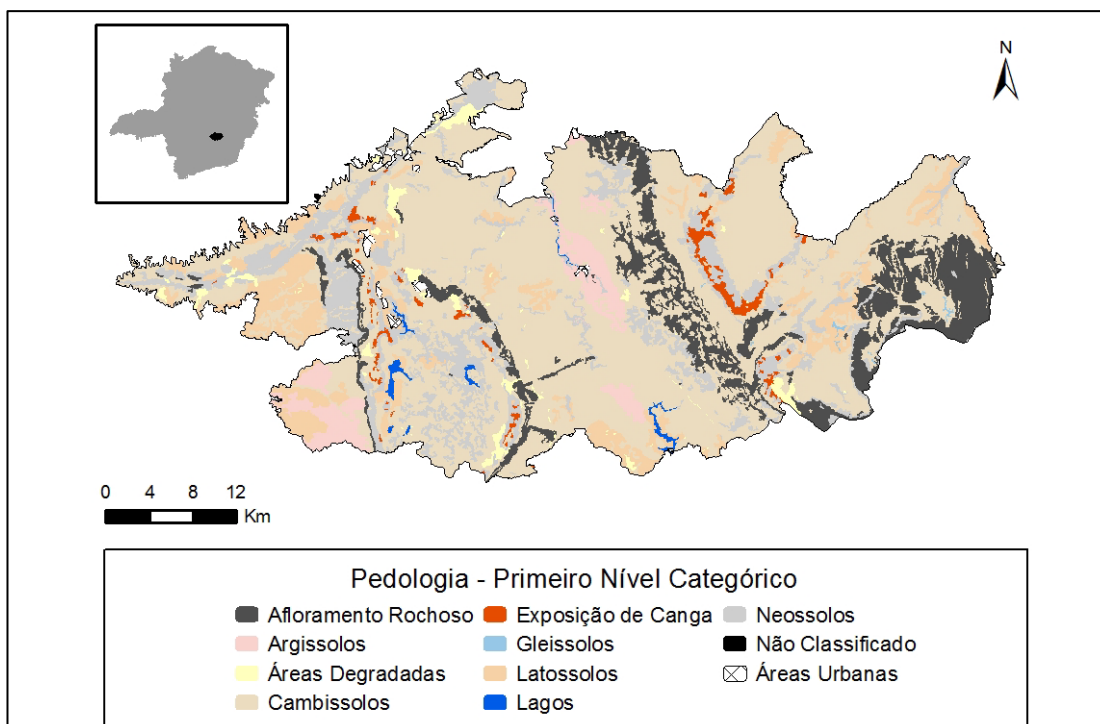 N
0 4 8 12
Km
Pedologia - Primeiro Nível Categórico
Afloramento Rochoso
Exposição de Canga
Neossolos
Argissolos
Gleissolos
Não Classificado
Áreas Degradadas
Latossolos
Áreas Urbanas
Cambissolos
Lagos